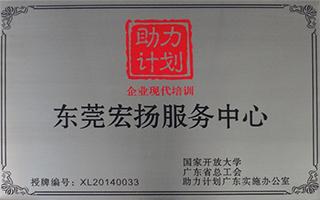 助力
计划
企业现代培训
东莞宏扬服务中心
国家开放大学
广东省总工会
授牌编号：XL20140033
助力计划广东实施办公室